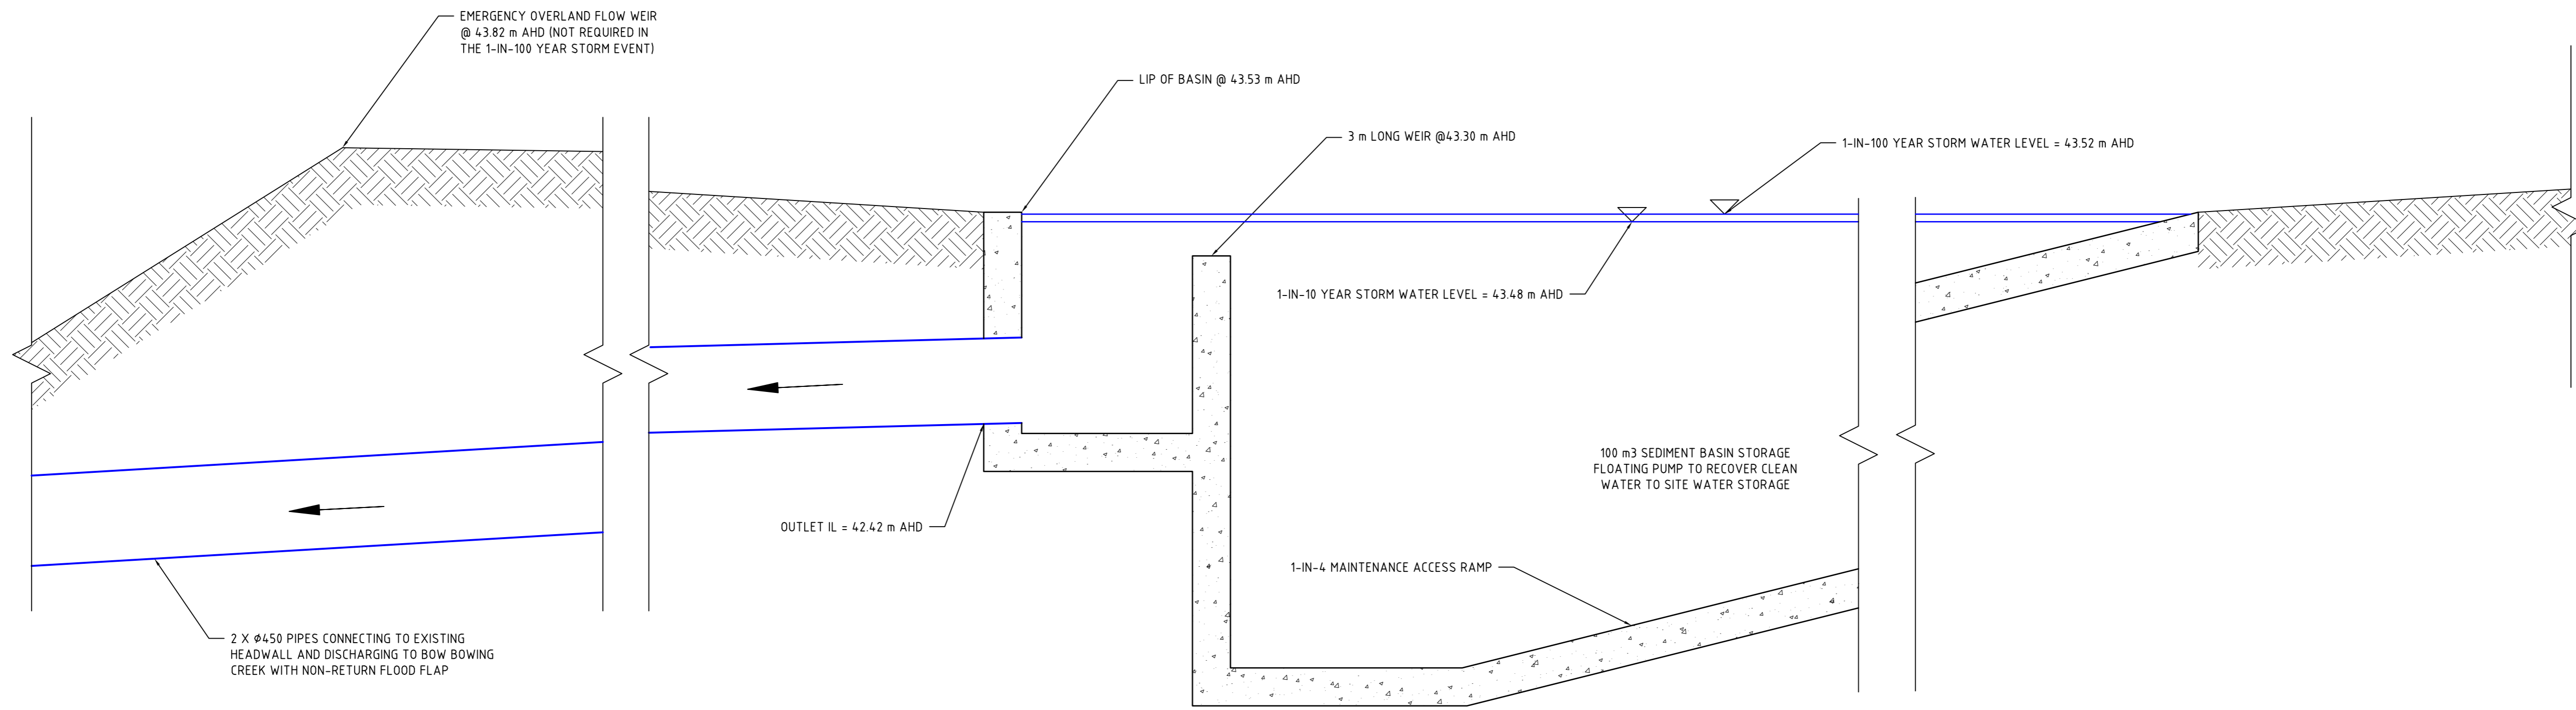 EMERGENCY OVERLAND FLOW WEIR
@ 43.82 m AHD (NOT REQUIRED IN
THE 1-IN-100 YEAR STORM EVENT)
LIP OF BASIN @ 43.53 m AHD
3 m LONG WEIR @43.30 m AHD
1-IN-100 YEAR STORM WATER LEVEL = 43.52 m AHD
1-IN-10 YEAR STORM WATER LEVEL = 43.48 m AHD
100 m3 SEDIMENT BASIN STORAGE
FLOATING PUMP TO RECOVER CLEAN
WATER TO SITE WATER STORAGE
OUTLET IL = 42.42 m AHD
1-IN-4 MAINTENANCE ACCESS RAMP
2 X Ø450 PIPES CONNECTING TO EXISTING
HEADWALL AND DISCHARGING TO BOW BOWING
CREEK WITH NON-RETURN FLOOD FLAP